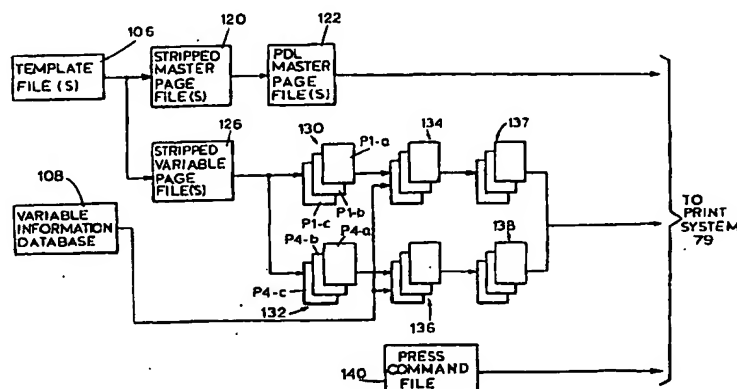 106
120
122
TEMPLATE
FILE(S)
STRIPPED
MASTER
PAGE
FILE(S)
PDL
MASTER
PAGE
FILE(S)
126
130
P1-a
134
137
108
STRIPPED
VARIABLE
PAGE
FILE(S)
P1-c
P1-b
VARIABLE
INFORMATION
DATABASE
P4-b
P4-a
P4-c
132
136
138
TO
PRINT
SYSTEM
79
140
PRESS
COMMAND
FILE